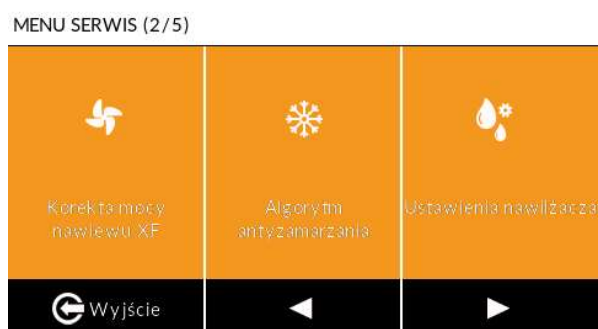 MENU SERWIS (2/5)
Korekta mocy
nawiewu XF
Algorytm
antyzamarzania
Ustawienia nawilżacza
Wyjście